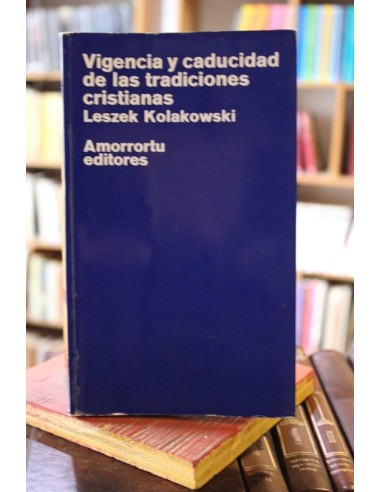 Vigencia y caducidad
de las tradiciones
cristianas
Leszek Kolakowski
Amorrortu
editores